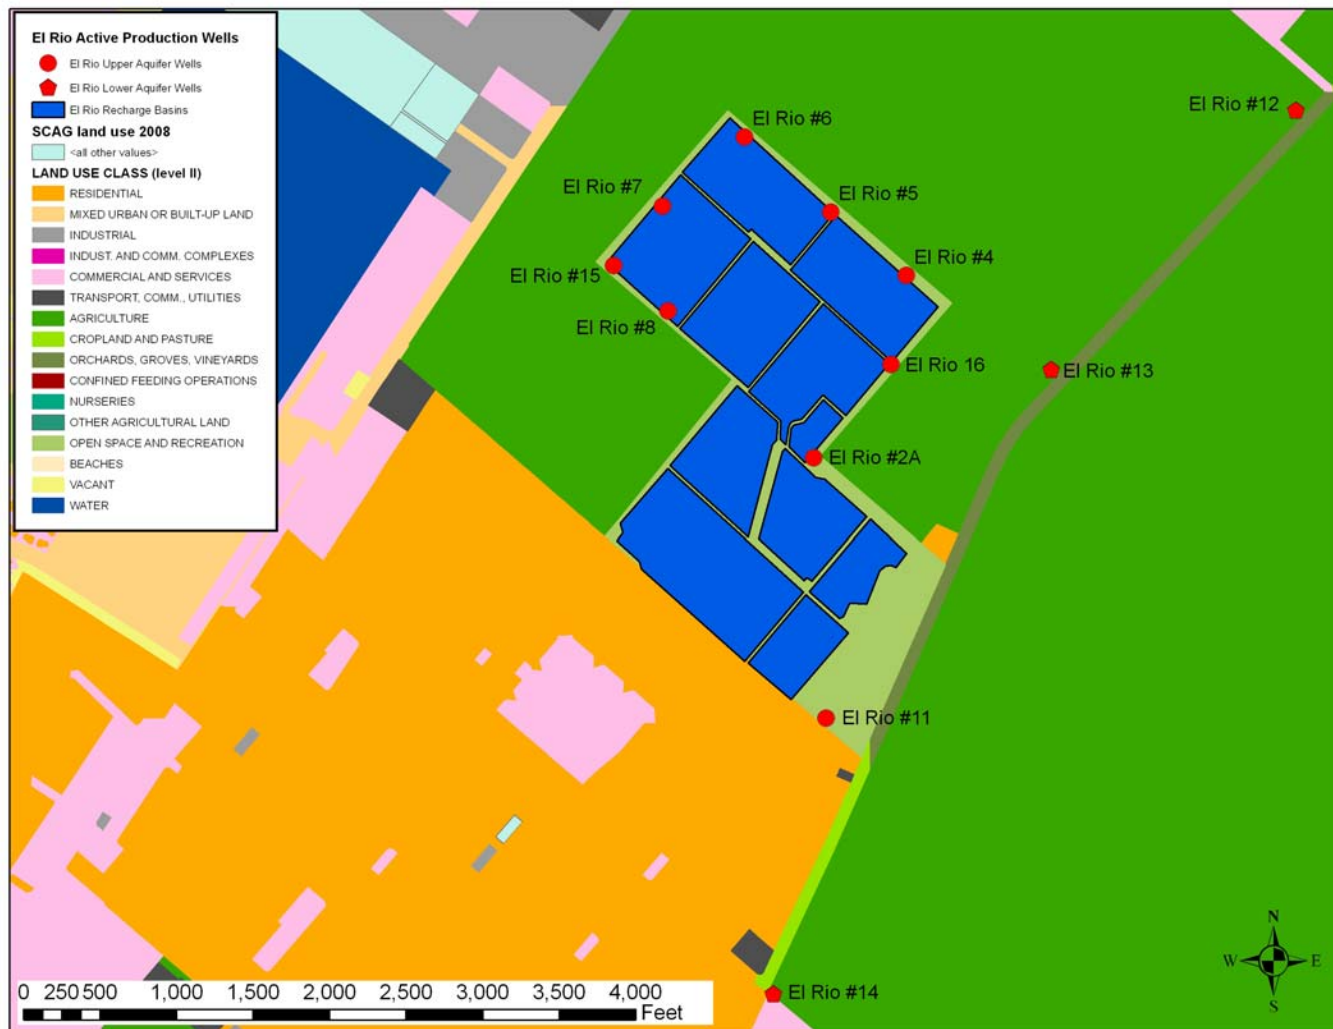 El Rio Active Production Wells
El Rio Upper Aquifer Wells
El Rio Lower Aquifer Wells
El Rio Recharge Basins
SCAG land use 2008
<all other values>
LAND USE CLASS (level II)
RESIDENTIAL
MIXED URBAN OR BUILT-UP LAND
INDUSTRIAL
INDUST. AND COMM. COMPLEXES
COMMERCIAL AND SERVICES
TRANSPORT, COMM., UTILITIES
AGRICULTURE
CROPLAND AND PASTURE
ORCHARDS, GROVES, VINEYARDS
CONFINED FEEDING OPERATIONS
NURSERIES
OTHER AGRICULTURAL LAND
OPEN SPACE AND RECREATION
BEACHES
VACANT
WATER
El Rio #12
El Rio #6
El Rio #7
El Rio #5
El Rio #15
El Rio #4
El Rio #8
El Rio 16
El Rio #13
El Rio #2A
El Rio #11
El Rio #14
N
W E
S
0 250 500 1,000 1,500 2,000 2,500 3,000 3,500 4,000
Feet